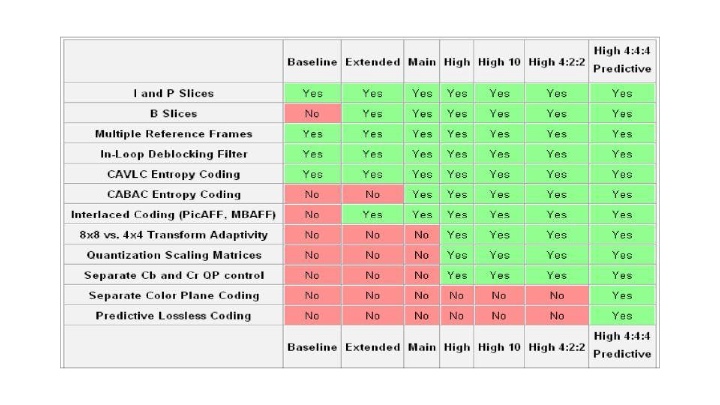 Baseline Extended Main High High 10 High 4:2:2 High 4:4:4 Predictive
I and P Slices Yes Yes Yes Yes Yes Yes Yes
B Slices No Yes Yes Yes Yes Yes Yes
Multiple Reference Frames Yes Yes Yes Yes Yes Yes Yes
In-Loop Deblocking Filter Yes Yes Yes Yes Yes Yes Yes
CAVLC Entropy Coding Yes Yes Yes Yes Yes Yes Yes
CABAC Entropy Coding No No Yes Yes Yes Yes Yes
Interlaced Coding (PicAFF, MBAFF) No Yes Yes Yes Yes Yes Yes
8x8 vs. 4x4 Transform Adaptivity No No No Yes Yes Yes Yes
Quantization Scaling Matrices No No No Yes Yes Yes Yes
Separate Cb and Cr QP control No No No Yes Yes Yes Yes
Separate Color Plane Coding No No No No No No Yes
Predictive Lossless Coding No No No No No No Yes
Baseline Extended Main High High 10 High 4:2:2 High 4:4:4 Predictive